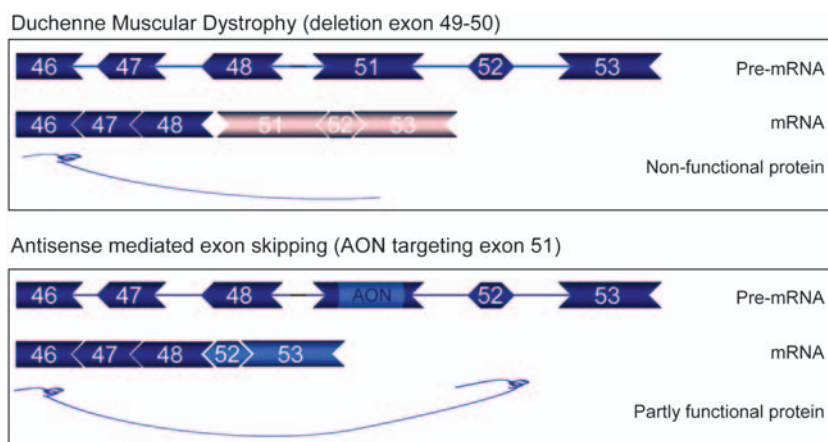 Duchenne Muscular Dystrophy (deletion exon 49-50)
46 47 48 51 52 53 Pre-mRNA
46 47 48 51 52 53 mRNA
Non-functional protein
Antisense mediated exon skipping (AON targeting exon 51)
46 47 48 AON 52 53 Pre-mRNA
46 47 48 52 53 mRNA
Partly functional protein